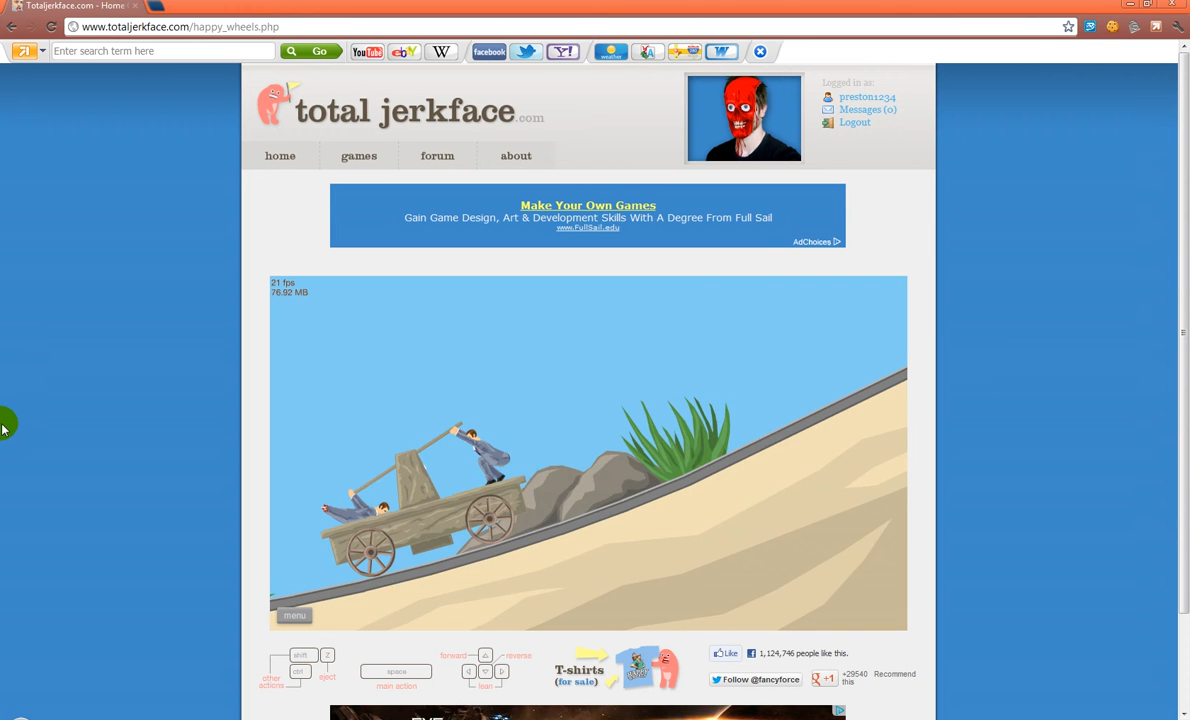 Totaljerkface.com - Home
www.totaljerkface.com/happy_wheels.php
Enter search term here
Go
YouTube
ebY
W
facebook
Y!
weather
W
total jerkface.com
Logged in as:
preston1234
Messages (0)
Logout
home
games
forum
about
Make Your Own Games
Gain Game Design, Art & Development Skills With A Degree From Full Sail
www.FullSail.edu
AdChoices
21 fps
76.92 MB
menu
shift
Z
ctrl
eject
other
actions
space
main action
forward
reverse
lean
T-shirts
(for sale)
Like
1,124,746 people like this.
Follow @fancyforce
+1
+29540
Recommend
this